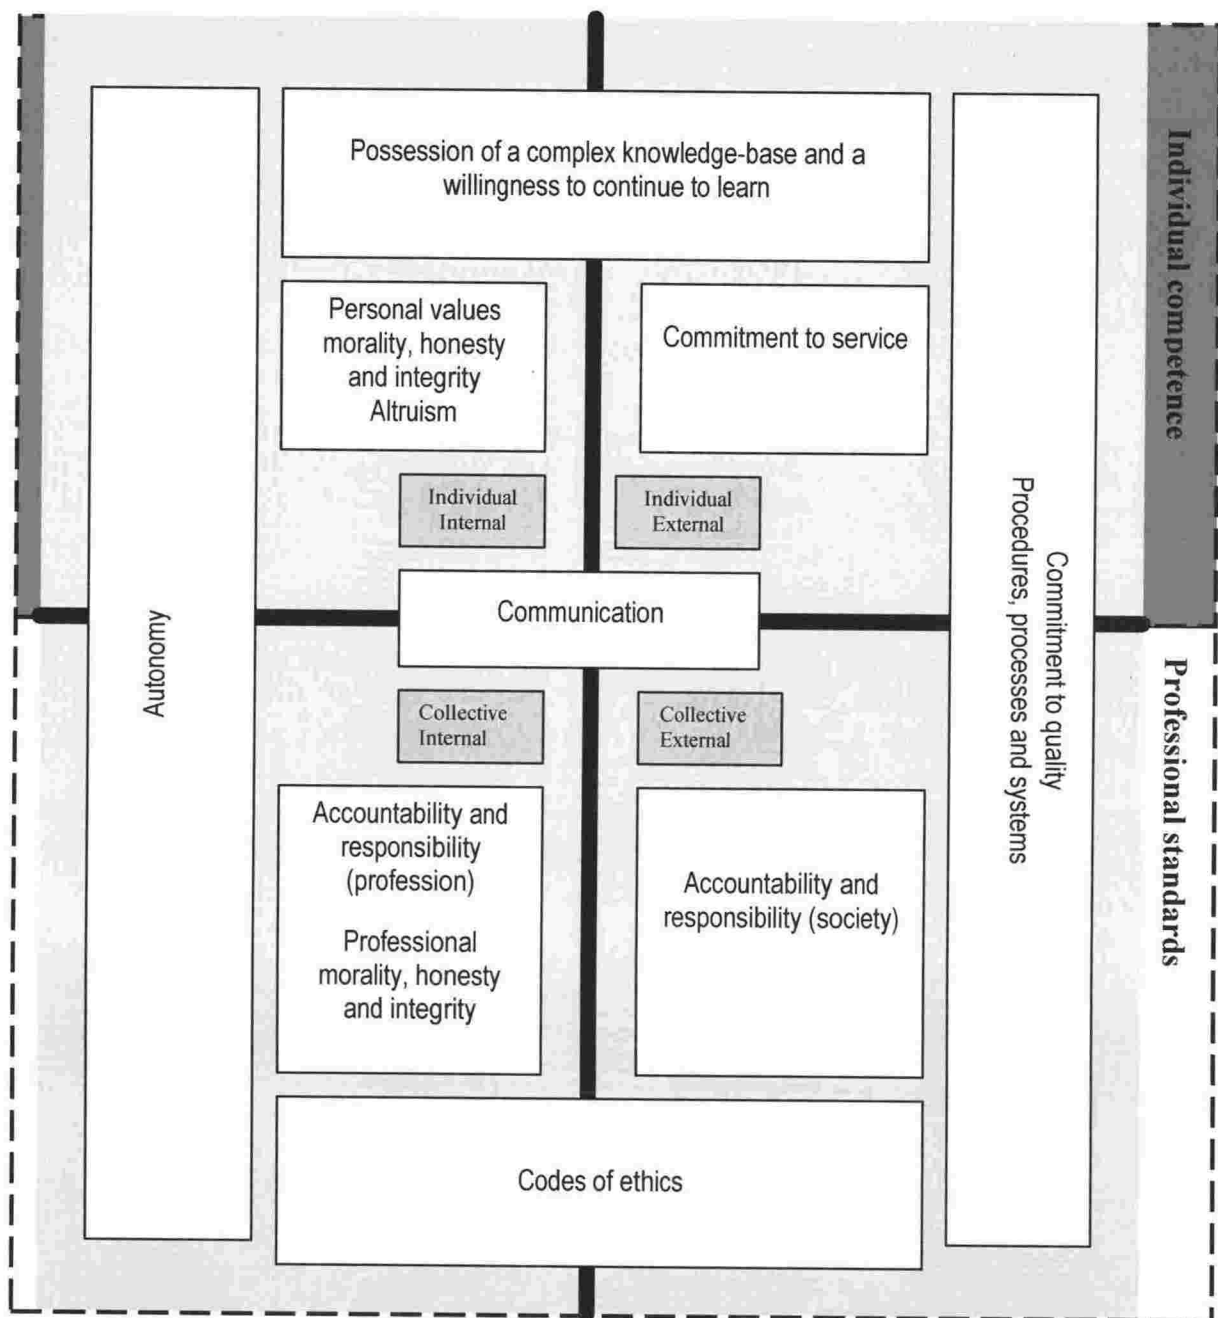 Possession of a complex knowledge-base and a
willingness to continue to learn
Personal values
morality, honesty
and integrity
Altruism
Commitment to service
Individual
Internal
Individual
External
Communication
Autonomy
Collective
Internal
Collective
External
Accountability and
responsibility
(profession)
Professional
morality, honesty
and integrity
Accountability and
responsibility (society)
Codes of ethics
Commitment to quality
Procedures, processes and systems
Individual competence
Professional standards